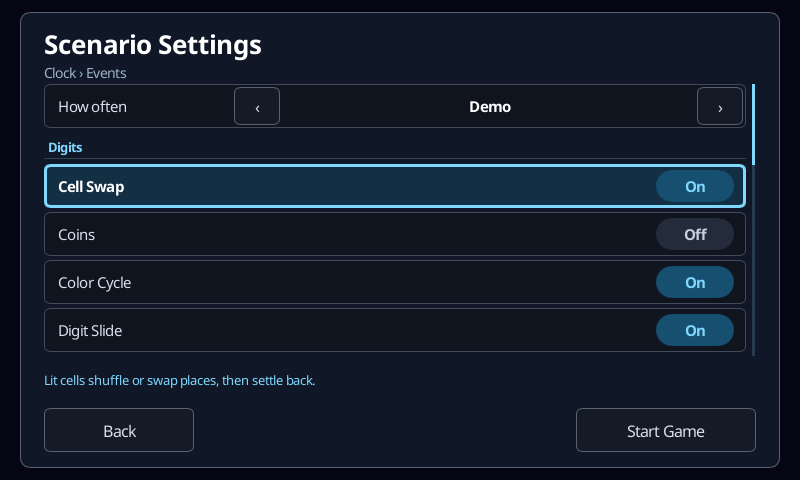 Scenario Settings
Clock › Events
How often ‹ Demo ›
Digits
Cell Swap On
Coins Off
Color Cycle On
Digit Slide On
Lit cells shuffle or swap places, then settle back.
Back Start Game